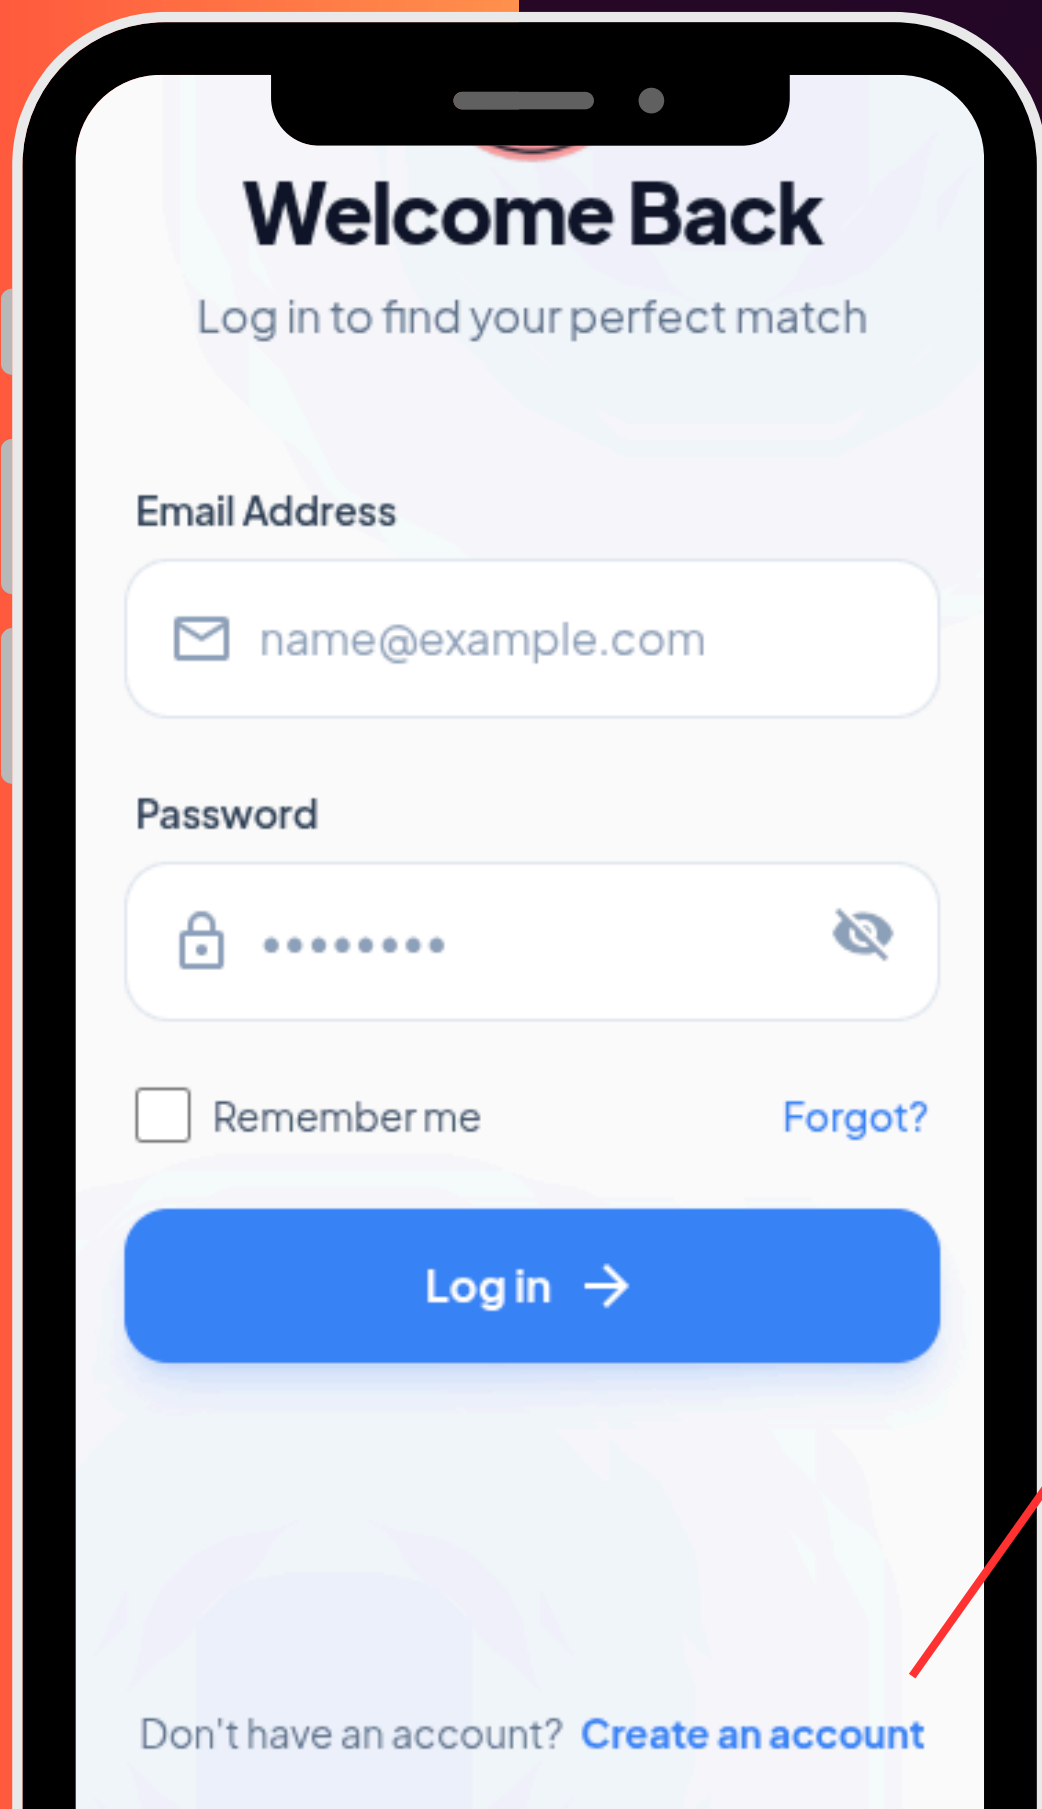 Welcome Back
Log in to find your perfect match
Email Address
name@example.com
Password
Remember me
Forgot?
Log in
Don't have an account? Create an account